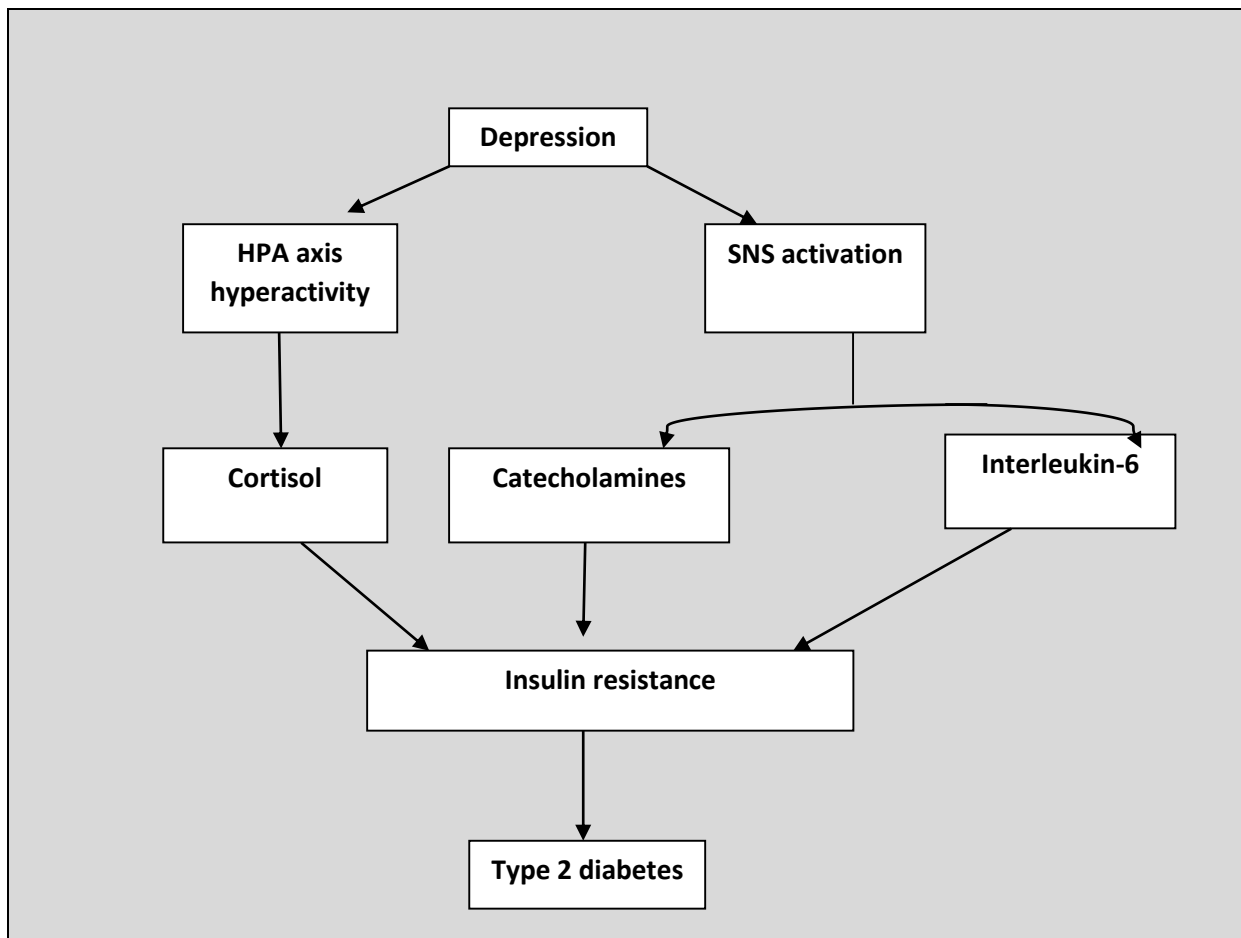 Depression
HPA axis
hyperactivity
SNS activation
Cortisol
Catecholamines
Interleukin-6
Insulin resistance
Type 2 diabetes